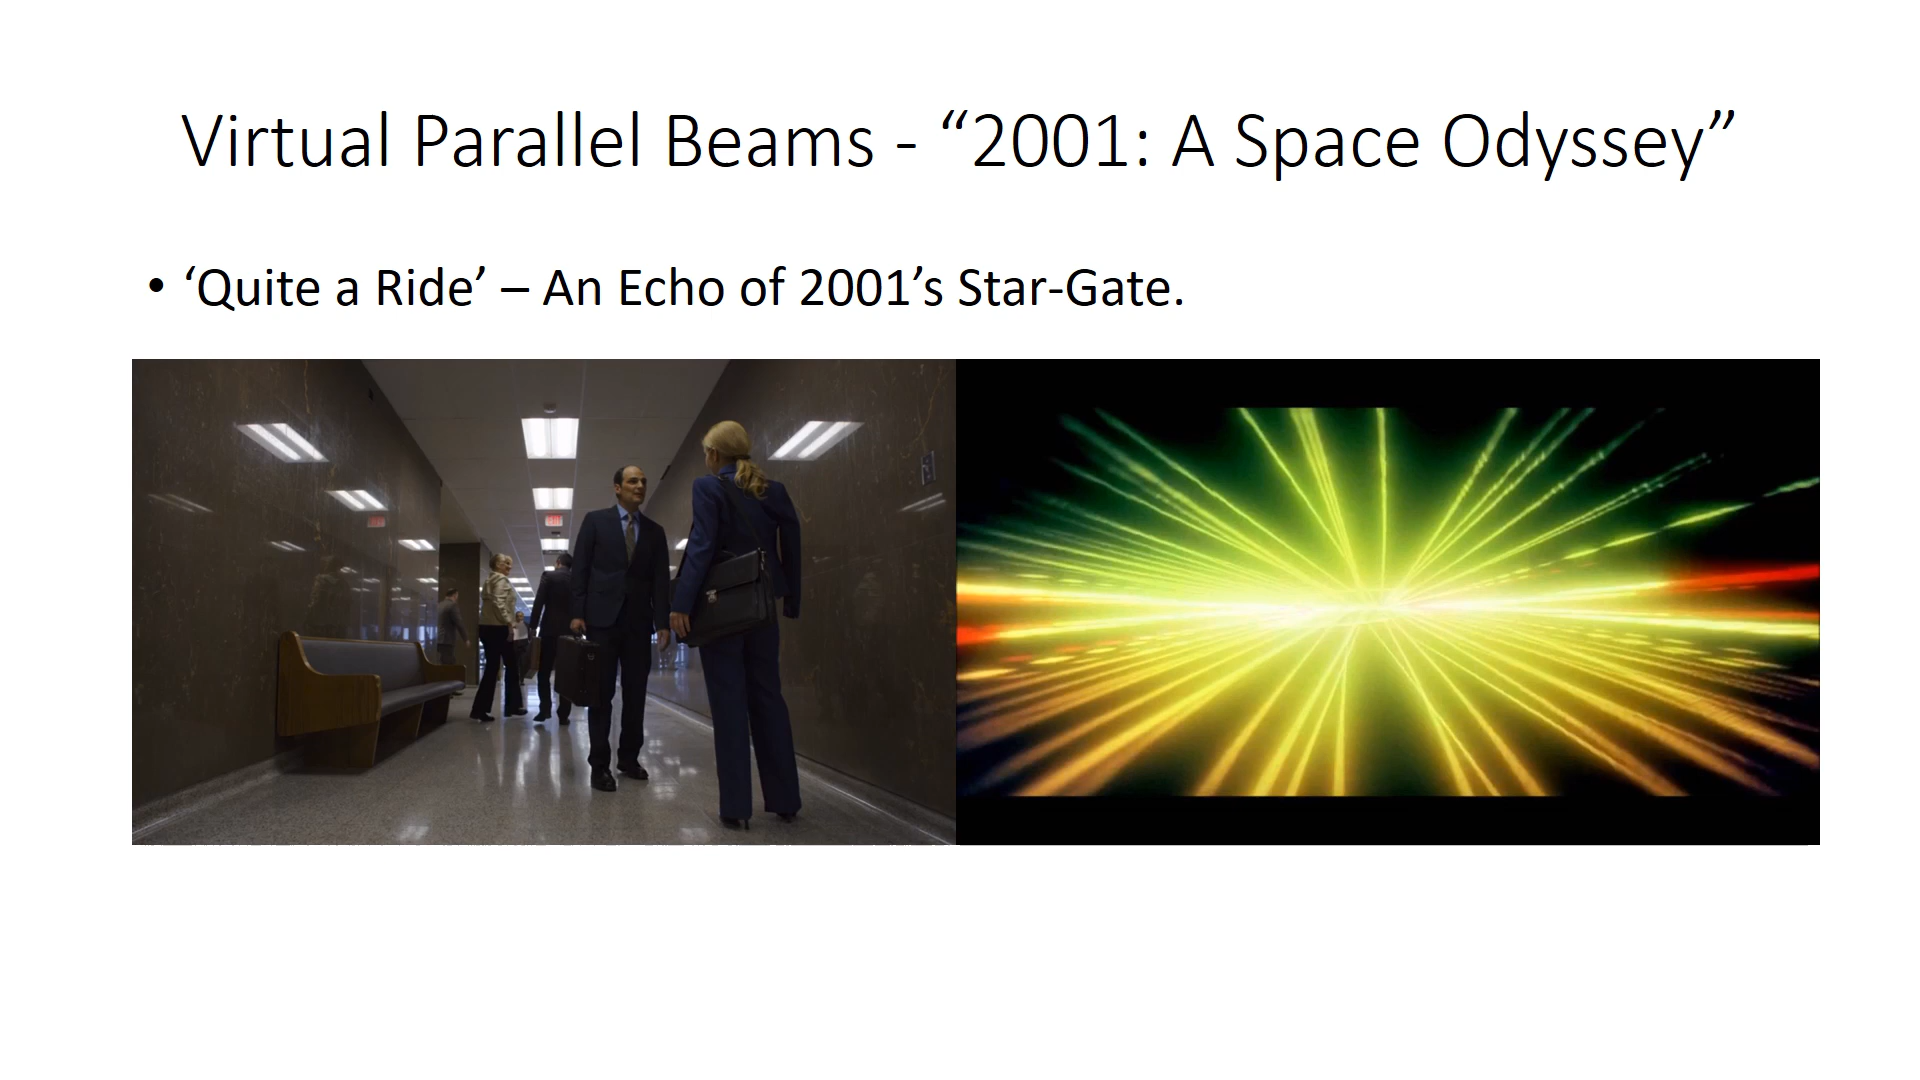 Virtual Parallel Beams - “2001: A Space Odyssey”
• ‘Quite a Ride’ – An Echo of 2001’s Star-Gate.